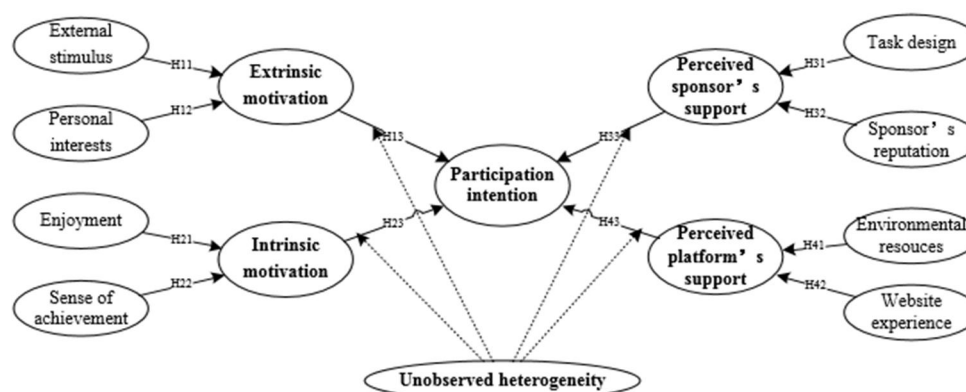 External
stimulus
Personal
interests
H11
H12
Extrinsic
motivation
Enjoyment
Sense of
achievement
H21
H22
Intrinsic
motivation
H13
H23
Participation
intention
H33
H43
Perceived
sponsor’s
support
H31
H32
Task design
Sponsor’s
reputation
Perceived
platform’s
support
H41
H42
Environmental
resouces
Website
experience
Unobserved heterogeneity